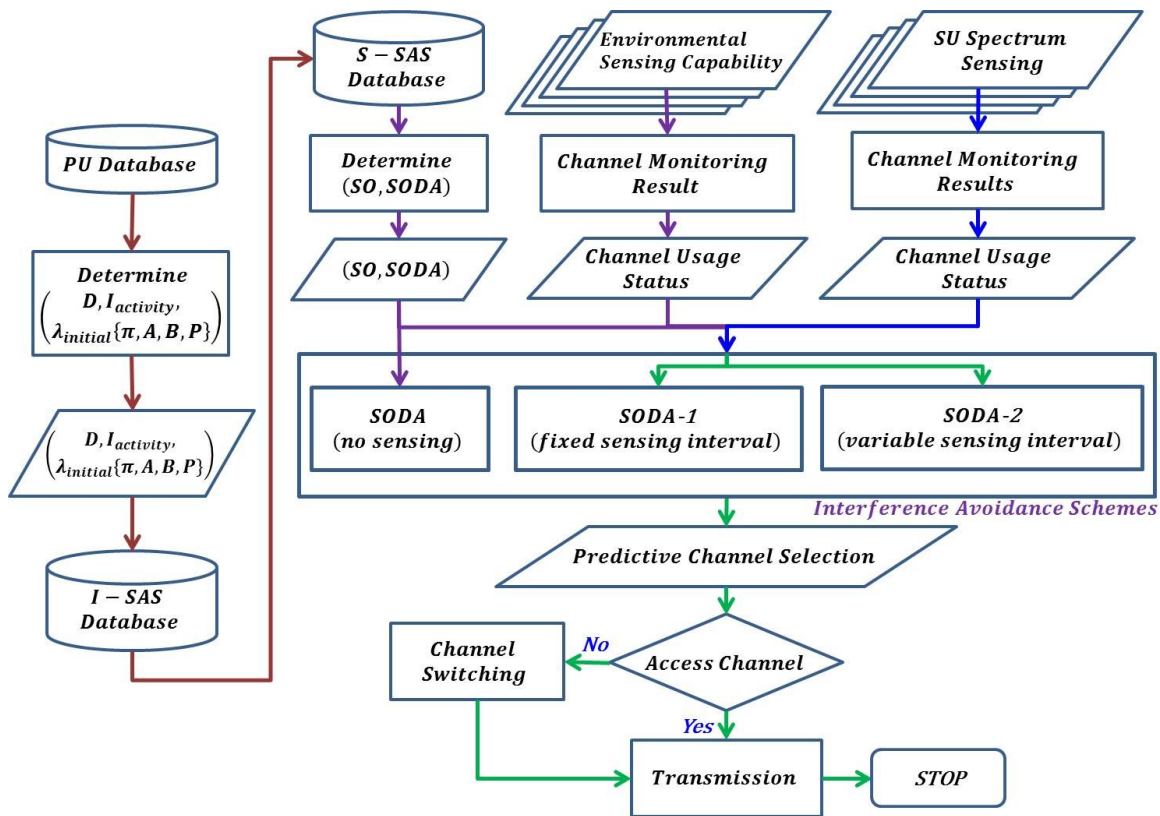 PU Database
Determine
(D, I_activity,
λ_initial{π, A, B, P})
(D, I_activity,
λ_initial{π, A, B, P})
I − SAS
Database
S − SAS
Database
Determine
(SO, SODA)
(SO, SODA)
Environmental
Sensing Capability
Channel Monitoring
Result
Channel Usage
Status
SU Spectrum
Sensing
Channel Monitoring
Results
Channel Usage
Status
SODA
(no sensing)
SODA-1
(fixed sensing interval)
SODA-2
(variable sensing interval)
Interference Avoidance Schemes
Predictive Channel Selection
Access Channel
No
Channel
Switching
Yes
Transmission
STOP